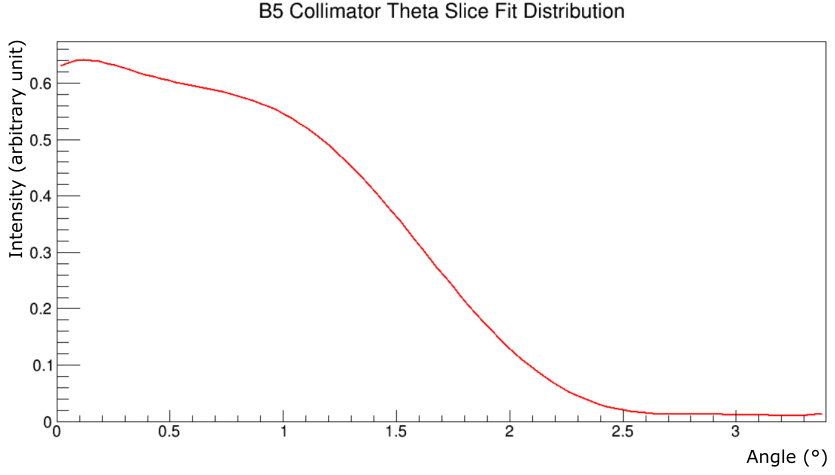 B5 Collimator Theta Slice Fit Distribution
Intensity (arbitrary unit)
0.6
0.5
0.4
0.3
0.2
0.1
0
0 0.5 1 1.5 2 2.5 3
Angle (°)